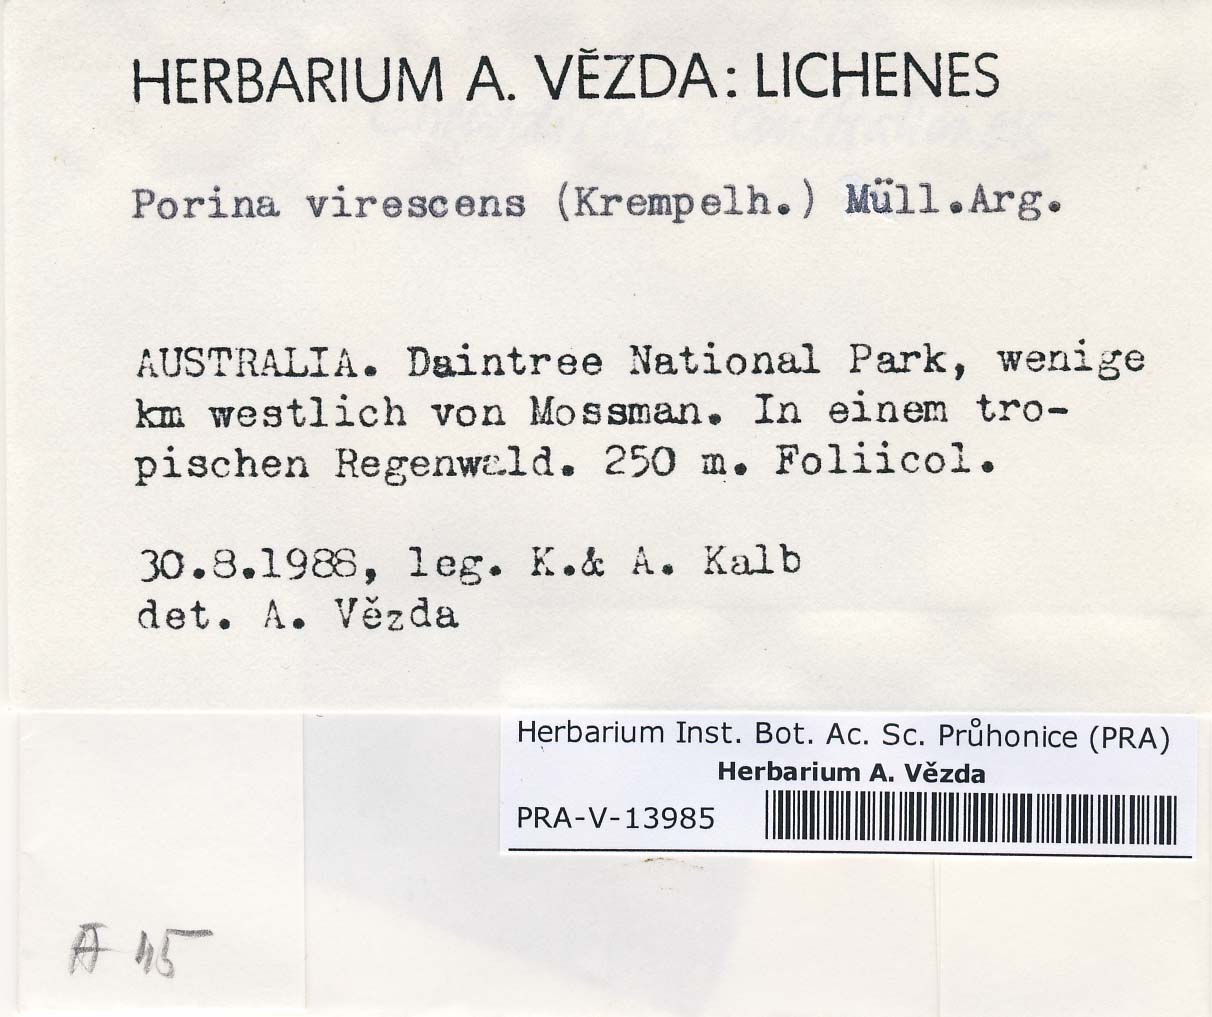 HERBARIUM A. VĚZDA: LICHENES
Porina virescens (Krempelh.) Müll.Arg.
AUSTRALIA. Daintree National Park, wenige
km westlich von Mossman. In einem tro-
pischen Regenwald. 250 m. Foliicol.
30.8.1988, leg. K.& A. Kalb
det. A. Vězda
Herbarium Inst. Bot. Ac. Sc. Průhonice (PRA)
Herbarium A. Vězda
PRA-V-13985
A 45